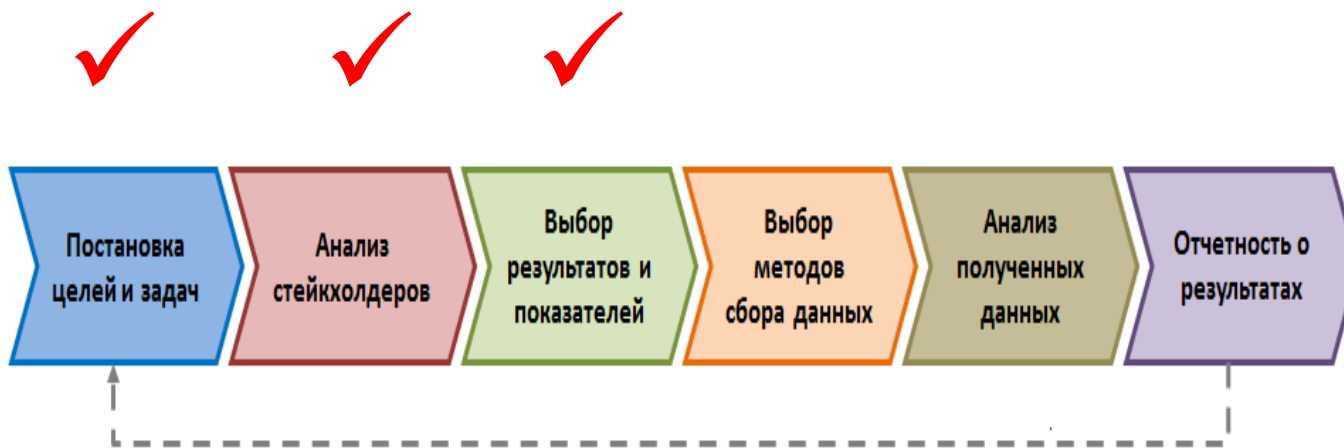 Постановка
целей и задач
Анализ
стейкхолдеров
Выбор
результатов и
показателей
Выбор
методов
сбора данных
Анализ
полученных
данных
Отчетность о
результатах